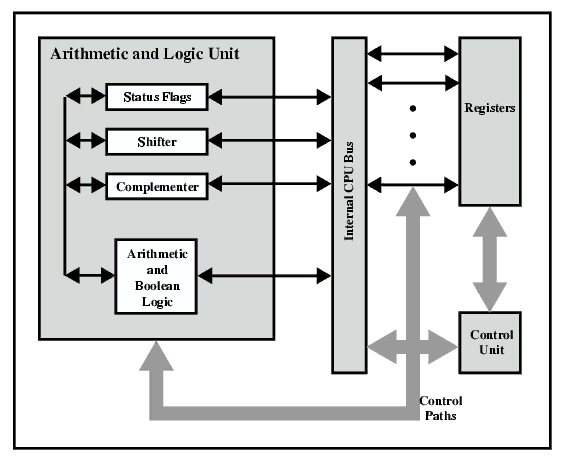 Arithmetic and Logic Unit
Status Flags
Shifter
Complementer
Arithmetic
and
Boolean
Logic
Internal CPU Bus
Registers
Control
Unit
Control
Paths